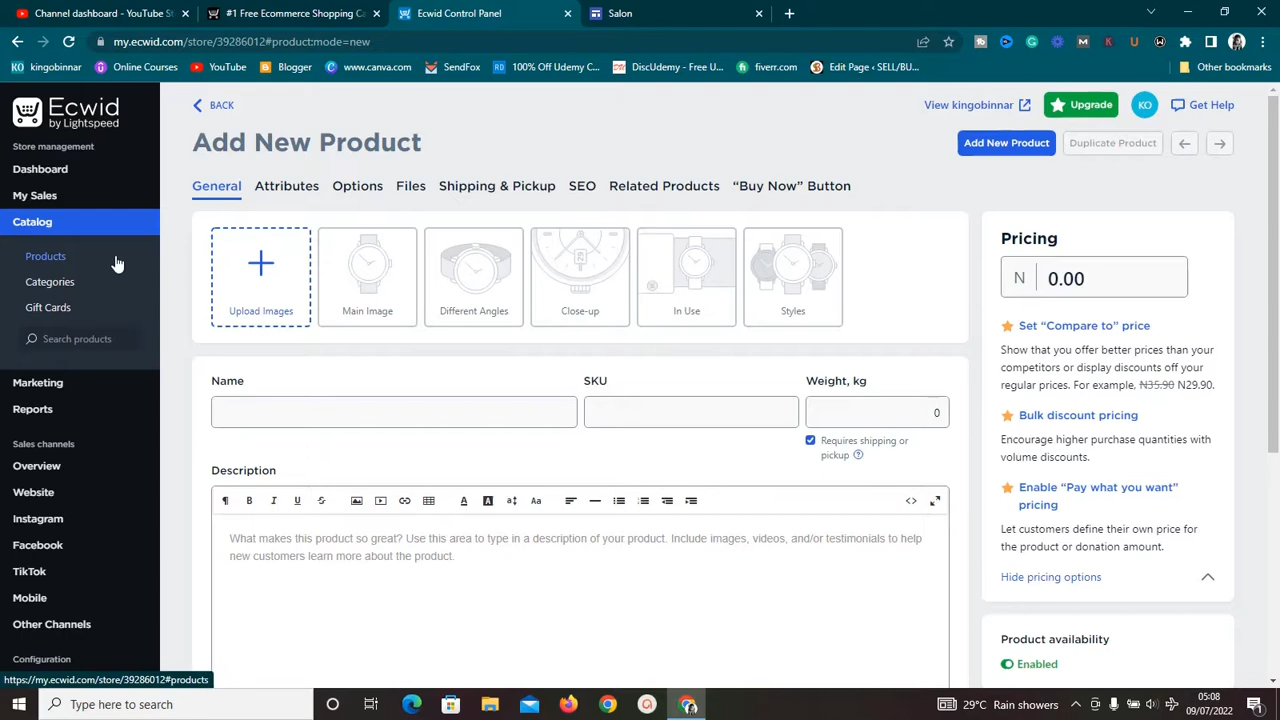 Channel dashboard - YouTube St
#1 Free Ecommerce Shopping Ca
Ecwid Control Panel
Salon
my.ecwid.com/store/39286012#product:mode=new
kingobinnar
Online Courses
YouTube
Blogger
www.canva.com
SendFox
100% Off Udemy C...
DiscUdemy - Free U...
fiverr.com
Edit Page ‹ SELL/BU...
Other bookmarks
Ecwid
by Lightspeed
Store management
Dashboard
My Sales
Catalog
Products
Categories
Gift Cards
Search products
Marketing
Reports
Sales channels
Overview
Website
Instagram
Facebook
TikTok
Mobile
Other Channels
Configuration
https://my.ecwid.com/store/39286012#products
BACK
View kingobinnar
Upgrade
KO
Get Help
Add New Product
Add New Product
Duplicate Product
General
Attributes
Options
Files
Shipping & Pickup
SEO
Related Products
“Buy Now” Button
Upload Images
Main Image
Different Angles
Close-up
In Use
Styles
Name
SKU
Weight, kg
0
Requires shipping or
pickup
Description
What makes this product so great? Use this area to type in a description of your product. Include images, videos, and/or testimonials to help
new customers learn more about the product.
Pricing
N 0.00
Set “Compare to” price
Show that you offer better prices than your
competitors or display discounts off your
regular prices. For example, N35.90 N29.90.
Bulk discount pricing
Encourage higher purchase quantities with
volume discounts.
Enable “Pay what you want”
pricing
Let customers define their own price for
the product or donation amount.
Hide pricing options
Product availability
Enabled
Type here to search
29°C Rain showers
05:08
09/07/2022